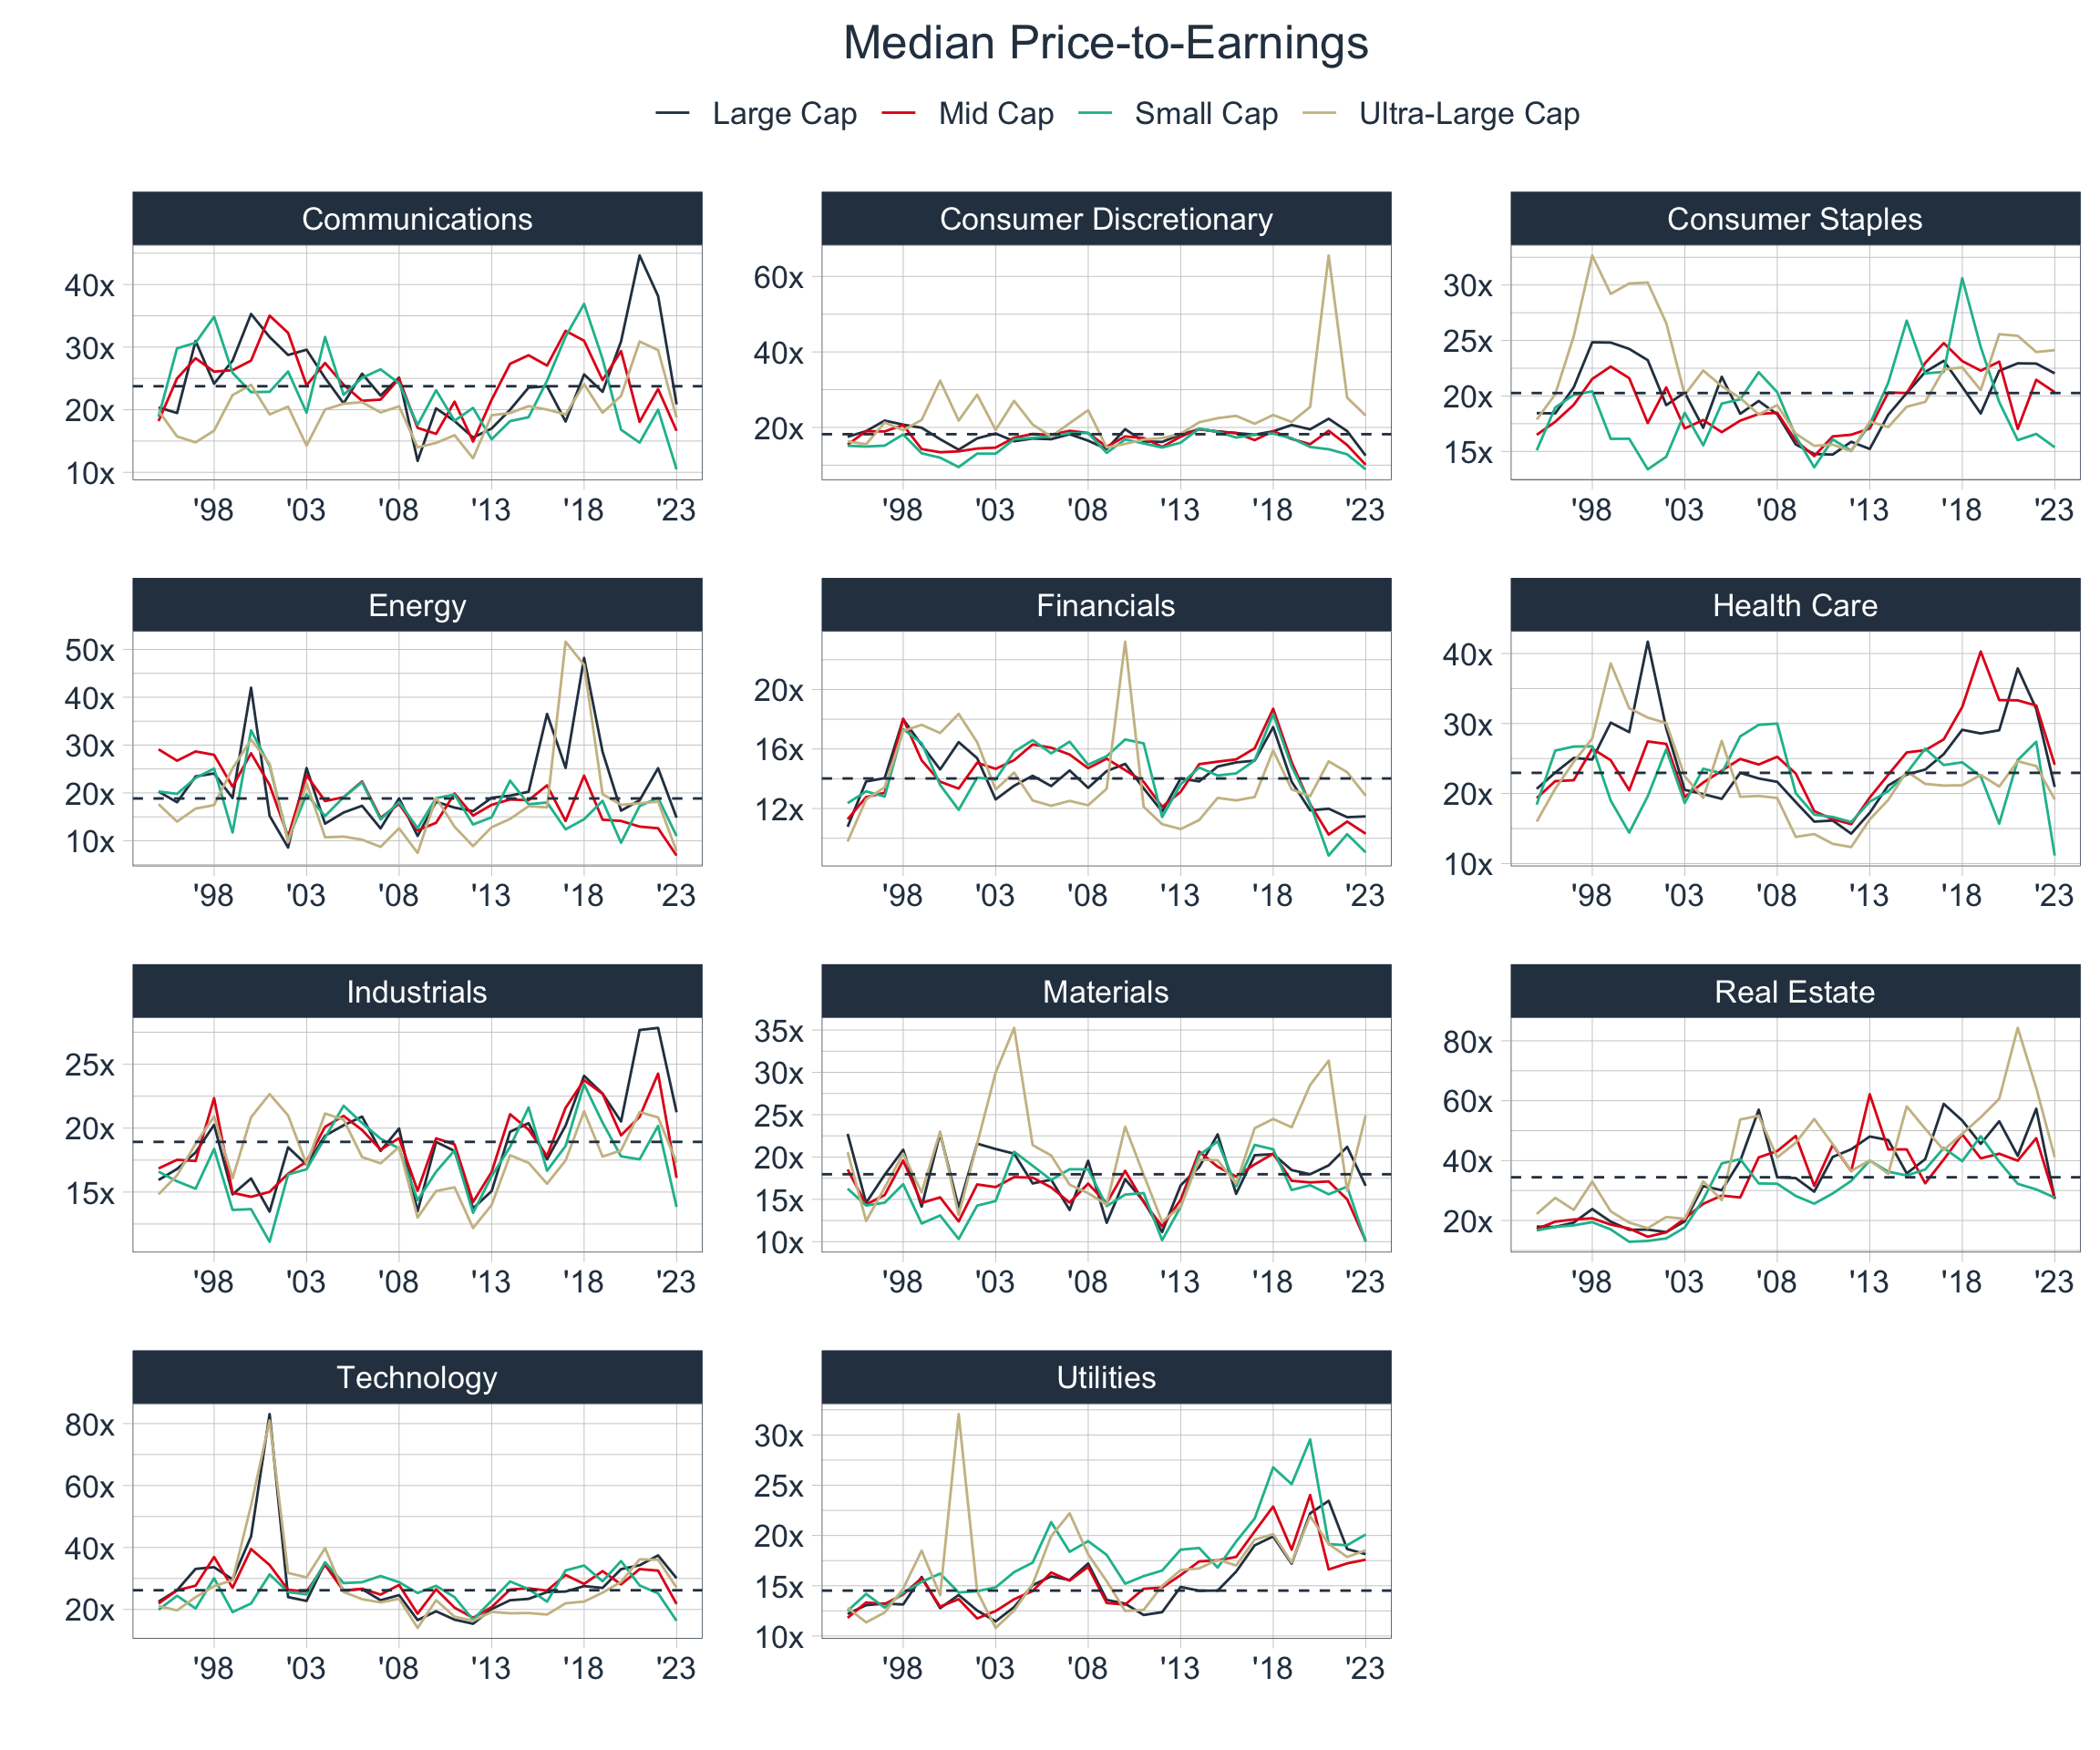 Median Price-to-Earnings
Large Cap Mid Cap Small Cap Ultra-Large Cap
Communications
40x
30x
20x
10x
'98 '03 '08 '13 '18 '23
Consumer Discretionary
60x
40x
20x
'98 '03 '08 '13 '18 '23
Consumer Staples
30x
25x
20x
15x
'98 '03 '08 '13 '18 '23
Energy
50x
40x
30x
20x
10x
'98 '03 '08 '13 '18 '23
Financials
20x
16x
12x
'98 '03 '08 '13 '18 '23
Health Care
40x
30x
20x
10x
'98 '03 '08 '13 '18 '23
Industrials
25x
20x
15x
'98 '03 '08 '13 '18 '23
Materials
35x
30x
25x
20x
15x
10x
'98 '03 '08 '13 '18 '23
Real Estate
80x
60x
40x
20x
'98 '03 '08 '13 '18 '23
Technology
80x
60x
40x
20x
'98 '03 '08 '13 '18 '23
Utilities
30x
25x
20x
15x
10x
'98 '03 '08 '13 '18 '23